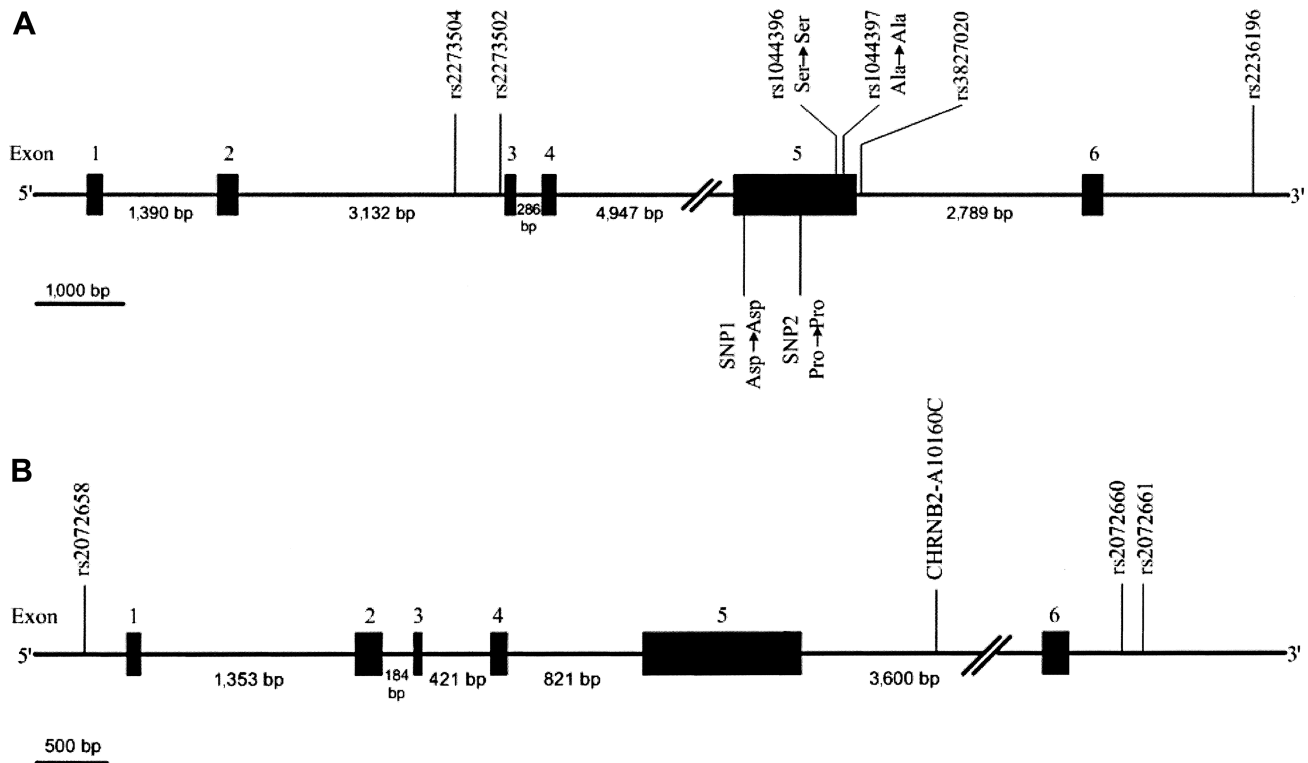 A
rs2273504
rs2273502
rs1044396
Ser→Ser
rs1044397
Ala→Ala
rs3827020
rs2236196
Exon
1
2
3
4
5
6
5'
3'
1,390 bp
3,132 bp
286
bp
4,947 bp
2,789 bp
1,000 bp
SNP1
Asp→Asp
SNP2
Pro→Pro
B
rs2072658
CHRNB2-A10160C
rs2072660
rs2072661
Exon
1
2
3
4
5
6
5'
3'
1,353 bp
184
bp
421 bp
821 bp
3,600 bp
500 bp